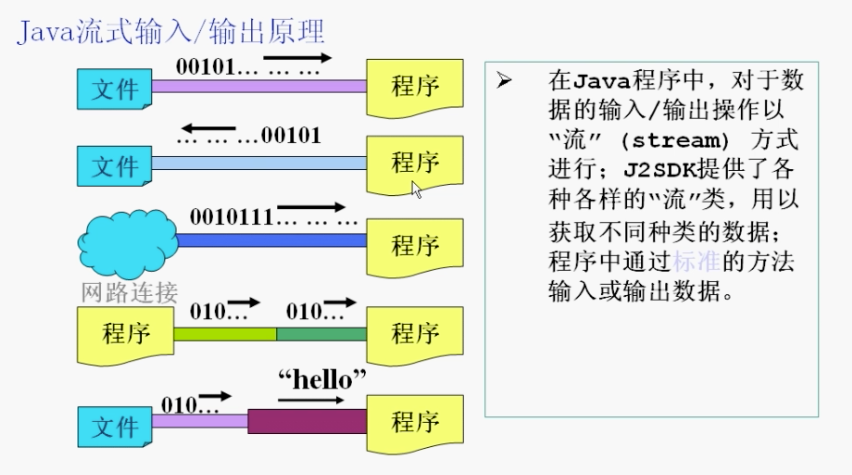 Java流式输入/输出原理
00101… … …
文件
程序
… … …00101
文件
程序
0010111… … …
程序
网路连接
010…
010…
程序
程序
“hello”
010…
文件
程序
➢ 在Java程序中，对于数
据的输入/输出操作以
“流” (stream) 方式
进行；J2SDK提供了各
种各样的“流”类，用以
获取不同种类的数据；
程序中通过标准的方法
输入或输出数据。